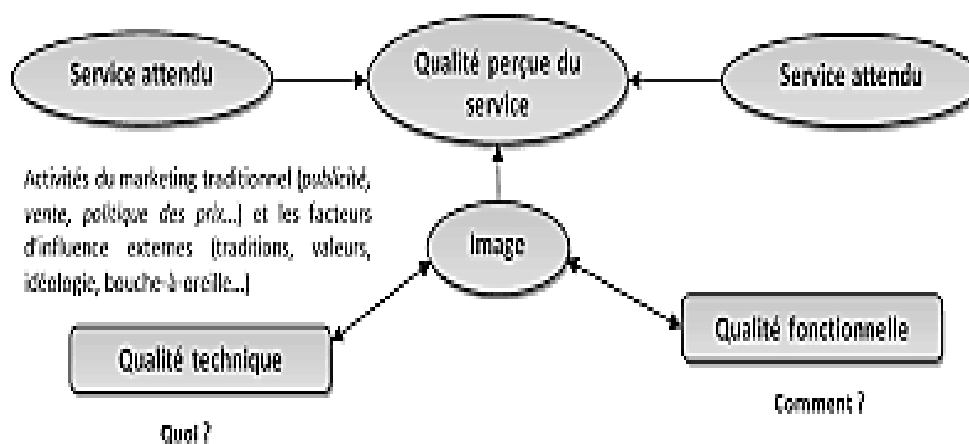 Service attendu
Qualité perçue du
service
Service attendu
Activités du marketing traditionnel (publicité,
vente, politique des prix...) et les facteurs
d'influence externes (traditions, valeurs,
idéologie, bouche-à-oreille...)
Image
Qualité technique
Qualité fonctionnelle
Quoi ?
Comment ?